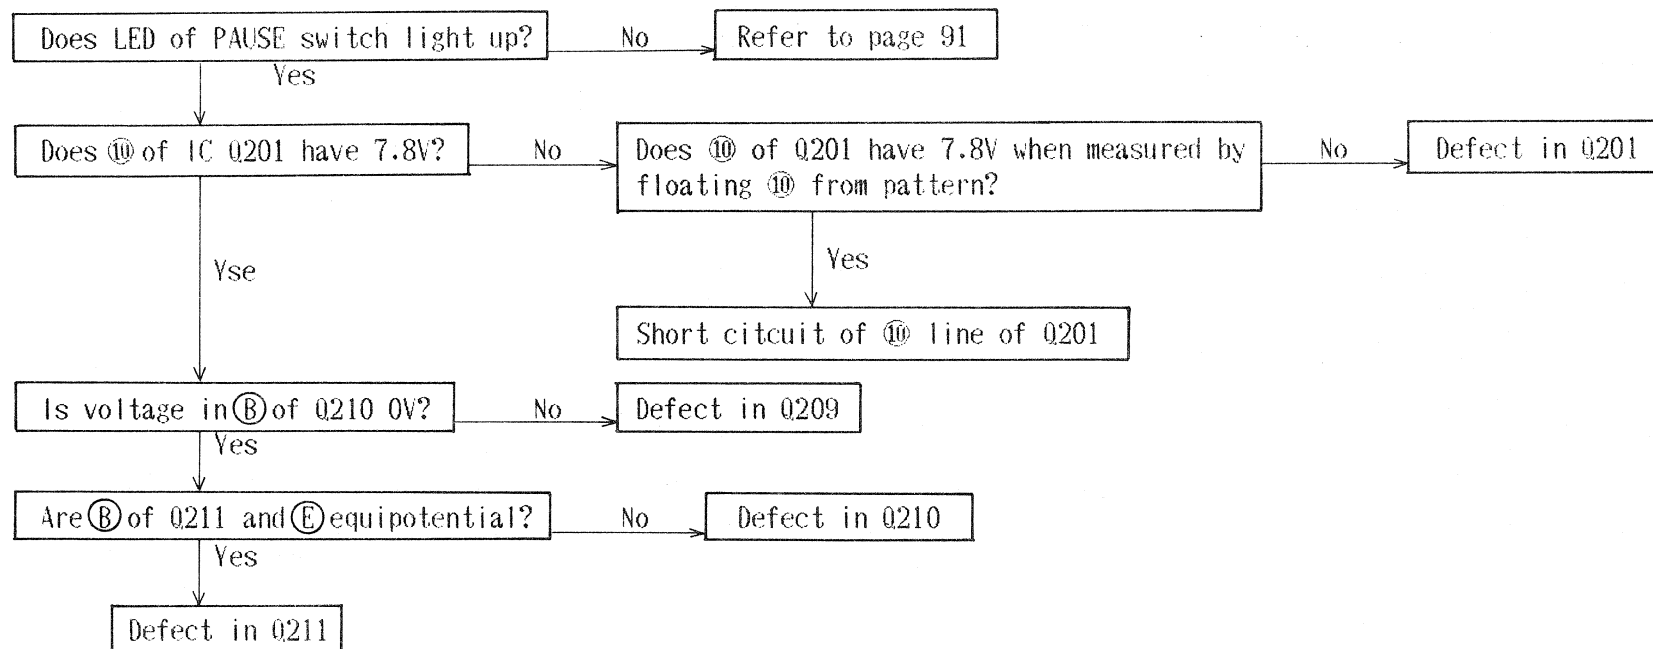 Does LED of PAUSE switch light up?
No
Refer to page 91
Yes
Does ⑩ of IC Q201 have 7.8V?
No
Does ⑩ of Q201 have 7.8V when measured by
floating ⑩ from pattern?
No
Defect in Q201
Yse
Yes
Short citcuit of ⑩ line of Q201
Is voltage in Ⓑ of Q210 0V?
No
Defect in Q209
Yes
Are Ⓑ of Q211 and Ⓔ equipotential?
No
Defect in Q210
Yes
Defect in Q211